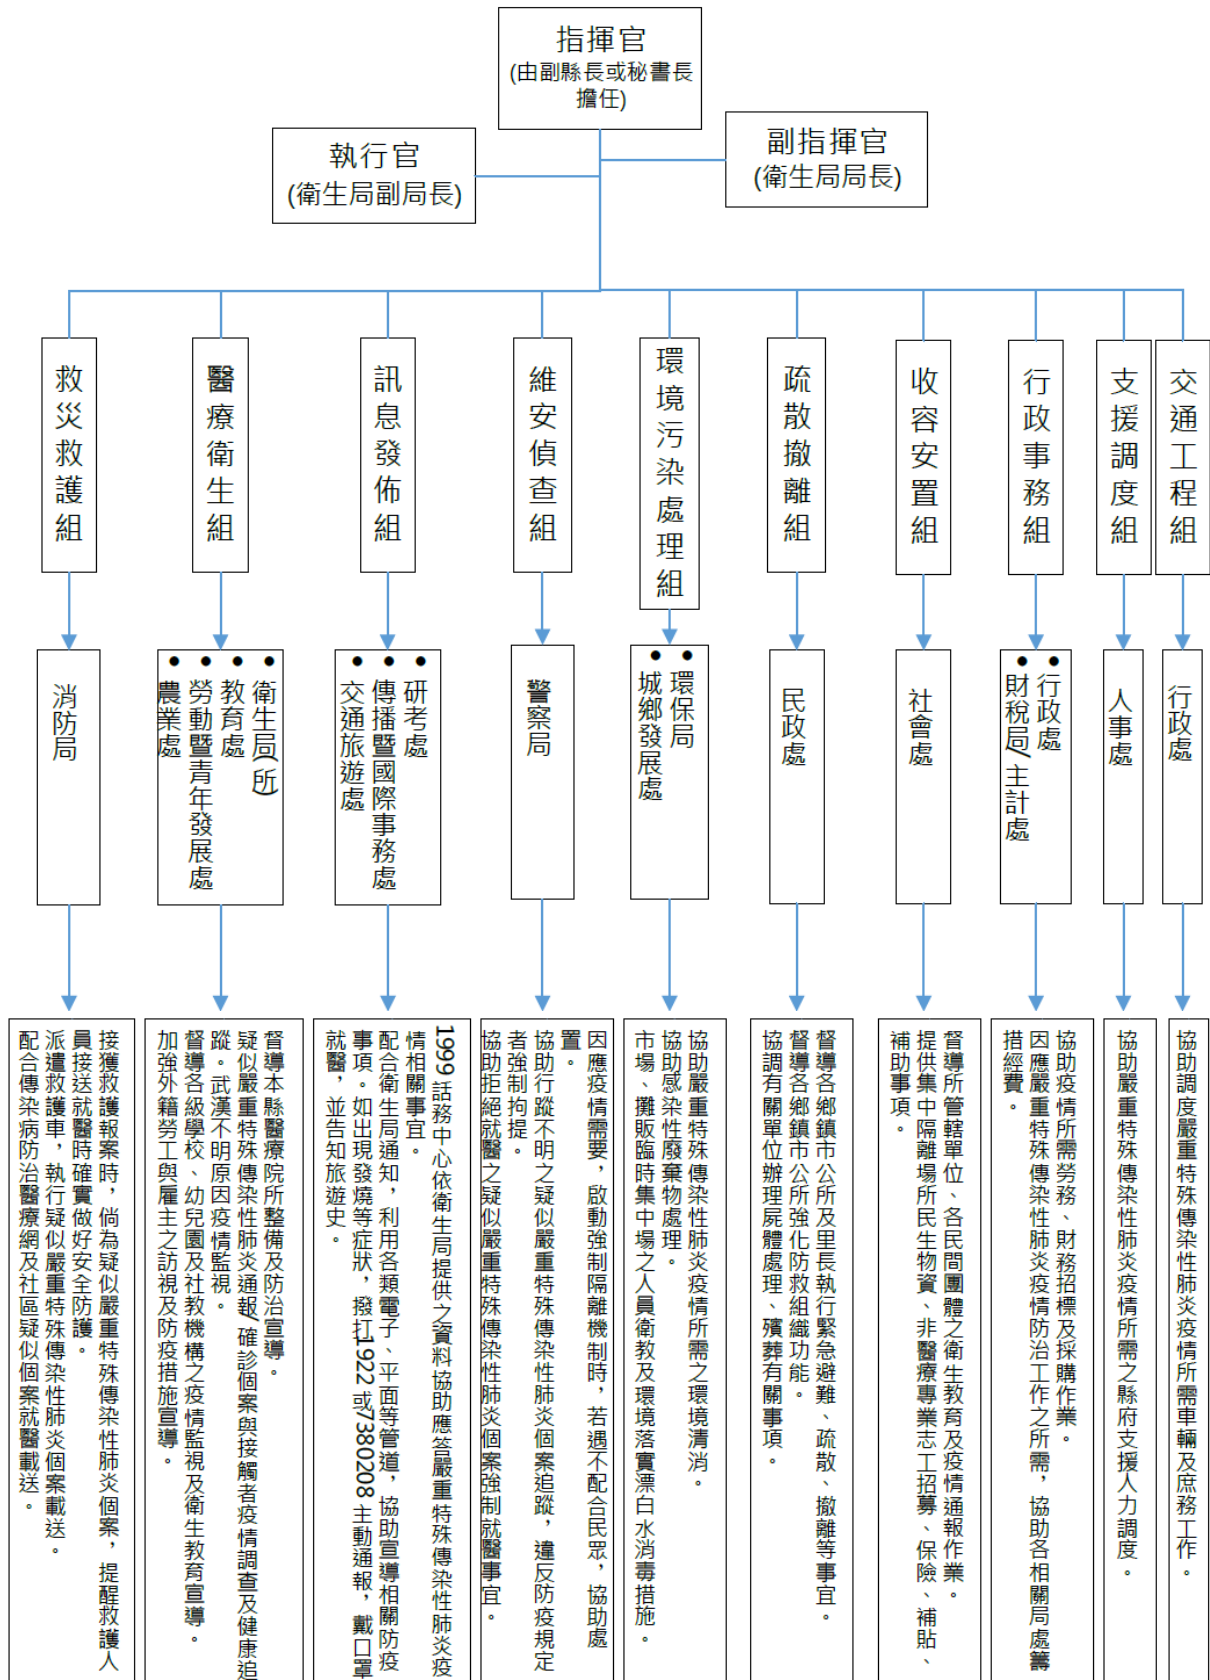 指揮官
(由副縣長或秘書長
擔任)
執行官
(衛生局副局長)
副指揮官
(衛生局局長)
救災救護組
醫療衛生組
訊息發佈組
維安偵查組
環境污染處理組
疏散撤離組
收容安置組
行政事務組
支援調度組
交通工程組
消防局
● 衛生局(所)
● 教育處
● 勞動暨青年發展處
● 農業處
● 研考處
● 傳播暨國際事務處
● 交通旅遊處
警察局
● 環保局
● 城鄉發展處
民政處
社會處
● 行政處
● 財稅局/主計處
人事處
行政處
接獲救護報案時，倘為疑似嚴重特殊傳染性肺炎個案，提醒救護人
員接送就醫時確實做好安全防護。
派遣救護車，執行疑似嚴重特殊傳染性肺炎個案載送。
配合傳染病防治醫療網及社區疑似個案就醫載送。
督導本縣醫療院所整備及防治宣導。
疑似嚴重特殊傳染性肺炎通報/確診個案與接觸者疫情調查及健康追
蹤。武漢不明原因疫情監視。
督導各級學校、幼兒園及社教機構之疫情監視及衛生教育宣導。
加強外籍勞工與雇主之訪視及防疫措施宣導。
1999話務中心依衛生局提供之資料協助應答嚴重特殊傳染性肺炎疫
情相關事宜。
配合衛生局通知，利用各類電子、平面等管道，協助宣導相關防疫
事項。如出現發燒等症狀，撥打1922或7380208主動通報，戴口罩
就醫，並告知旅遊史。
因應疫情需要，啟動強制隔離機制時，若遇不配合民眾，協助處
置。
協助行蹤不明之疑似嚴重特殊傳染性肺炎個案追蹤，違反防疫規定
者強制拘提。
協助拒絕就醫之疑似嚴重特殊傳染性肺炎個案強制就醫事宜。
協助嚴重特殊傳染性肺炎疫情所需之環境清消。
協助感染性廢棄物處理。
市場、攤販臨時集中場之人員衛教及環境落實漂白水消毒措施。
督導各鄉鎮市公所及里長執行緊急避難、疏散、撤離等事宜。
督導各鄉鎮市公所強化防救組織功能。
協調有關單位辦理屍體處理、殯葬有關事項。
督導所管轄單位、各民間團體之衛生教育及疫情通報作業。
提供集中隔離場所民生物資、非醫療專業志工招募、保險、補貼、
補助事項。
協助疫情所需勞務、財務招標及採購作業。
因應嚴重特殊傳染性肺炎疫情防治工作之所需，協助各相關局處籌
措經費。
協助嚴重特殊傳染性肺炎疫情所需之縣府支援人力調度。
協助調度嚴重特殊傳染性肺炎疫情所需車輛及庶務工作。